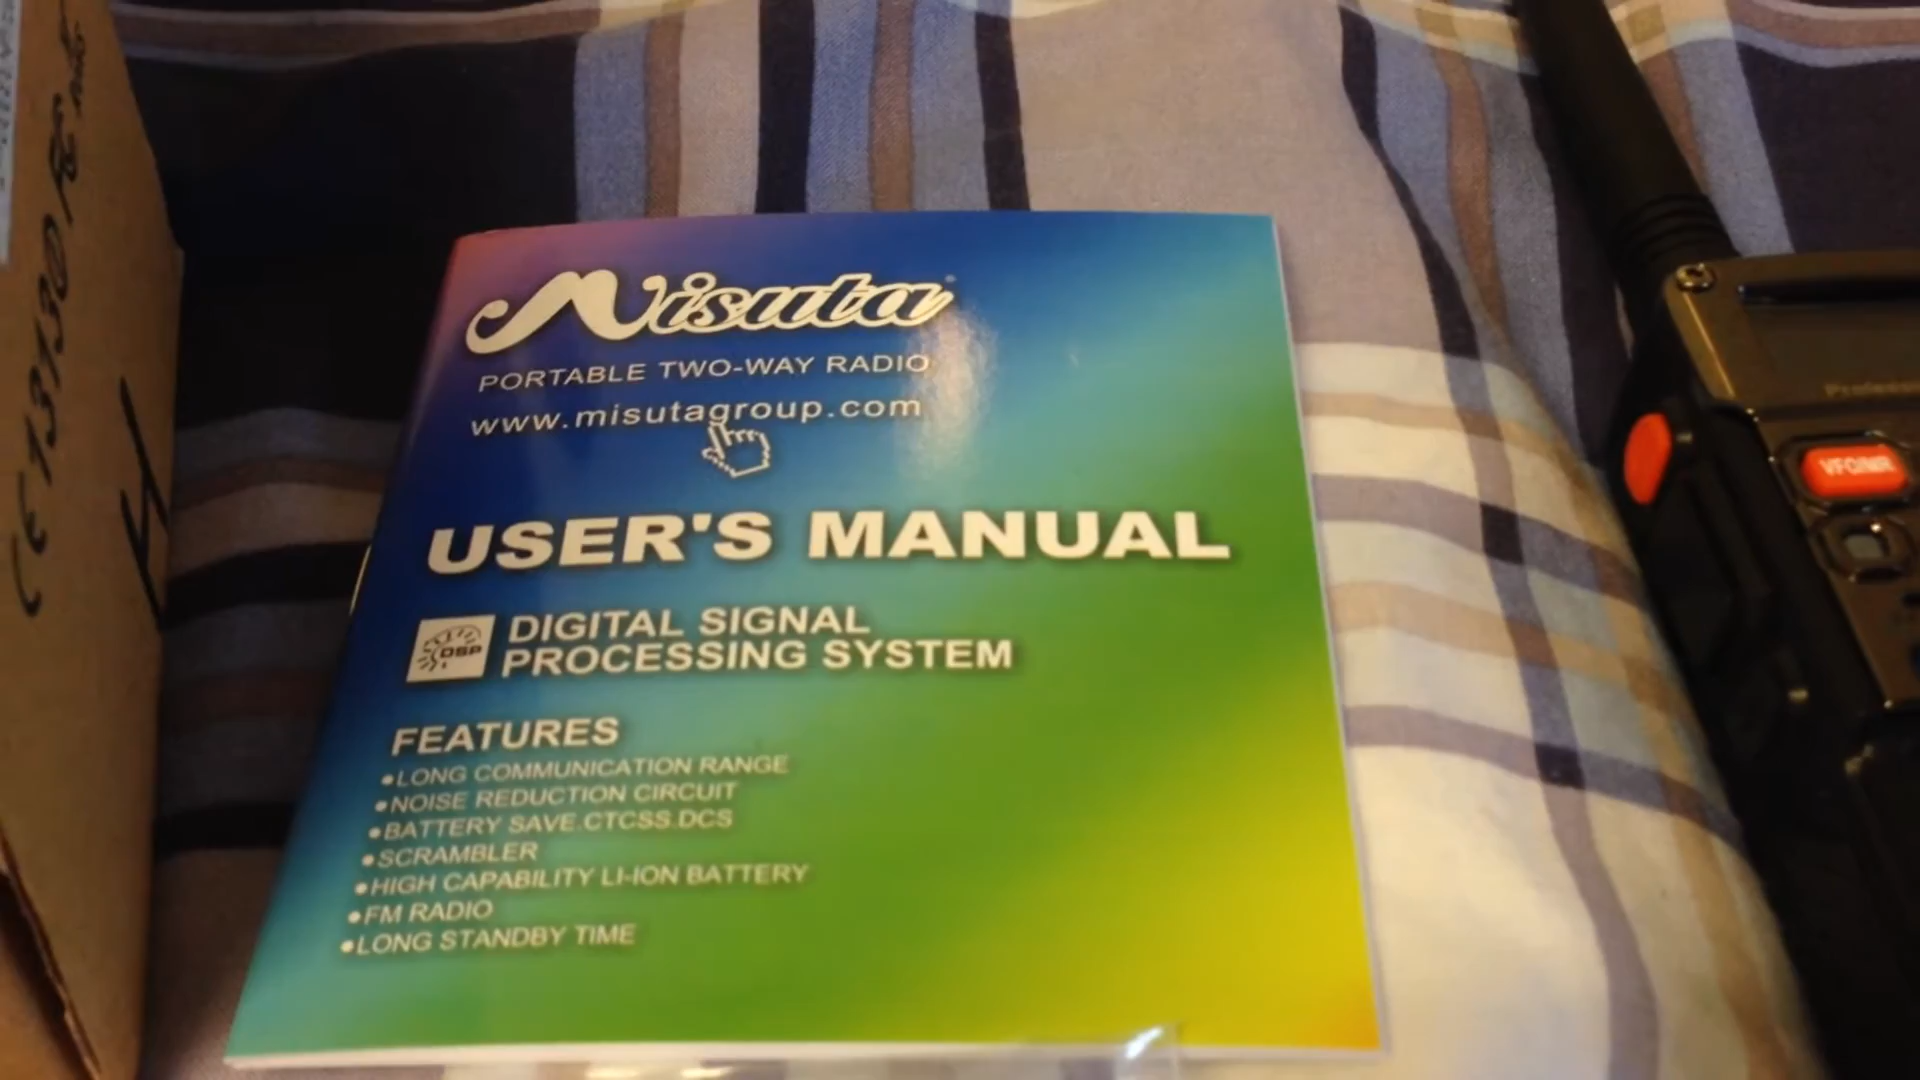 Misuta
PORTABLE TWO-WAY RADIO
www.misutagroup.com
USER'S MANUAL
DSP
DIGITAL SIGNAL
PROCESSING SYSTEM
FEATURES
•LONG COMMUNICATION RANGE
•NOISE REDUCTION CIRCUIT
•BATTERY SAVE.CTCSS.DCS
•SCRAMBLER
•HIGH CAPABILITY LI-ION BATTERY
•FM RADIO
•LONG STANDBY TIME
VFO/MR
H